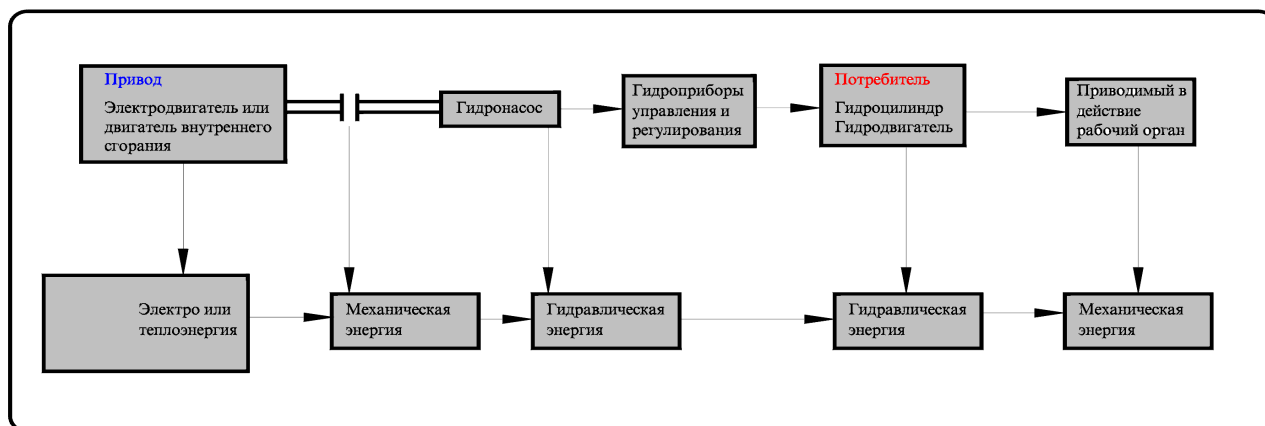 Привод
Электродвигатель или
двигатель внутреннего
сгорания
Гидронасос
Гидроприборы
управления и
регулирования
Потребитель
Гидроцилиндр
Гидродвигатель
Приводимый в
действие
рабочий орган
Электро или
теплоэнергия
Механическая
энергия
Гидравлическая
энергия
Гидравлическая
энергия
Механическая
энергия